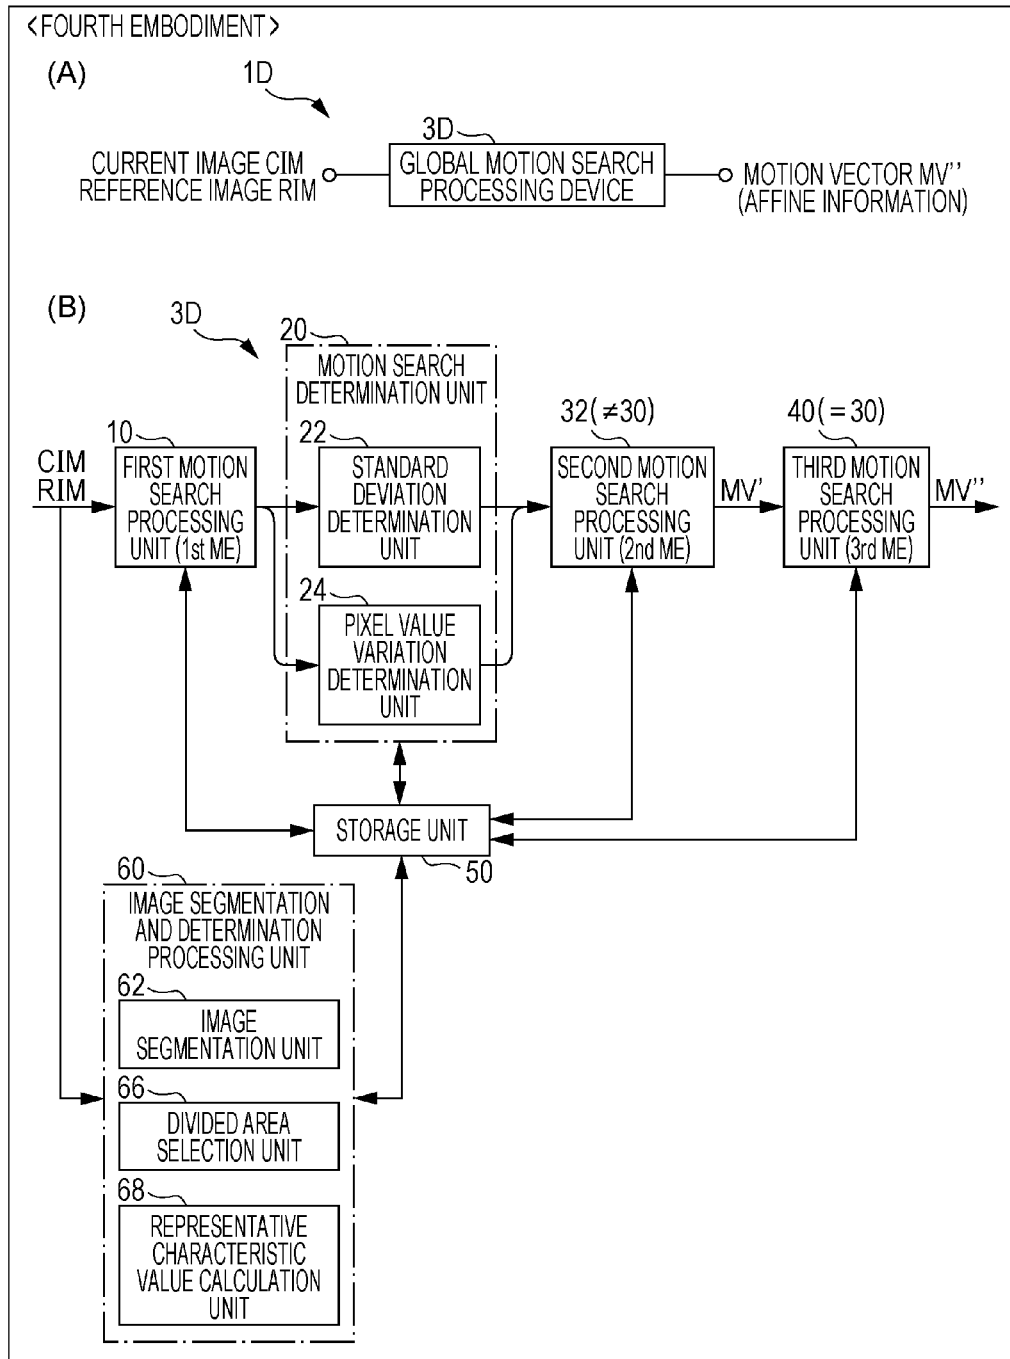 <FOURTH EMBODIMENT>
(A)
1D
3D
CURRENT IMAGE CIM
REFERENCE IMAGE RIM
GLOBAL MOTION SEARCH
PROCESSING DEVICE
MOTION VECTOR MV''
(AFFINE INFORMATION)
(B)
3D
20
MOTION SEARCH
DETERMINATION UNIT
10
22
32(≠30)
40(=30)
CIM
RIM
FIRST MOTION
SEARCH
PROCESSING
UNIT (1st ME)
STANDARD
DEVIATION
DETERMINATION
UNIT
SECOND MOTION
SEARCH
PROCESSING
UNIT (2nd ME)
MV'
THIRD MOTION
SEARCH
PROCESSING
UNIT (3rd ME)
MV''
24
PIXEL VALUE
VARIATION
DETERMINATION
UNIT
STORAGE UNIT
50
60
IMAGE SEGMENTATION
AND DETERMINATION
PROCESSING UNIT
62
IMAGE
SEGMENTATION UNIT
66
DIVIDED AREA
SELECTION UNIT
68
REPRESENTATIVE
CHARACTERISTIC
VALUE CALCULATION
UNIT